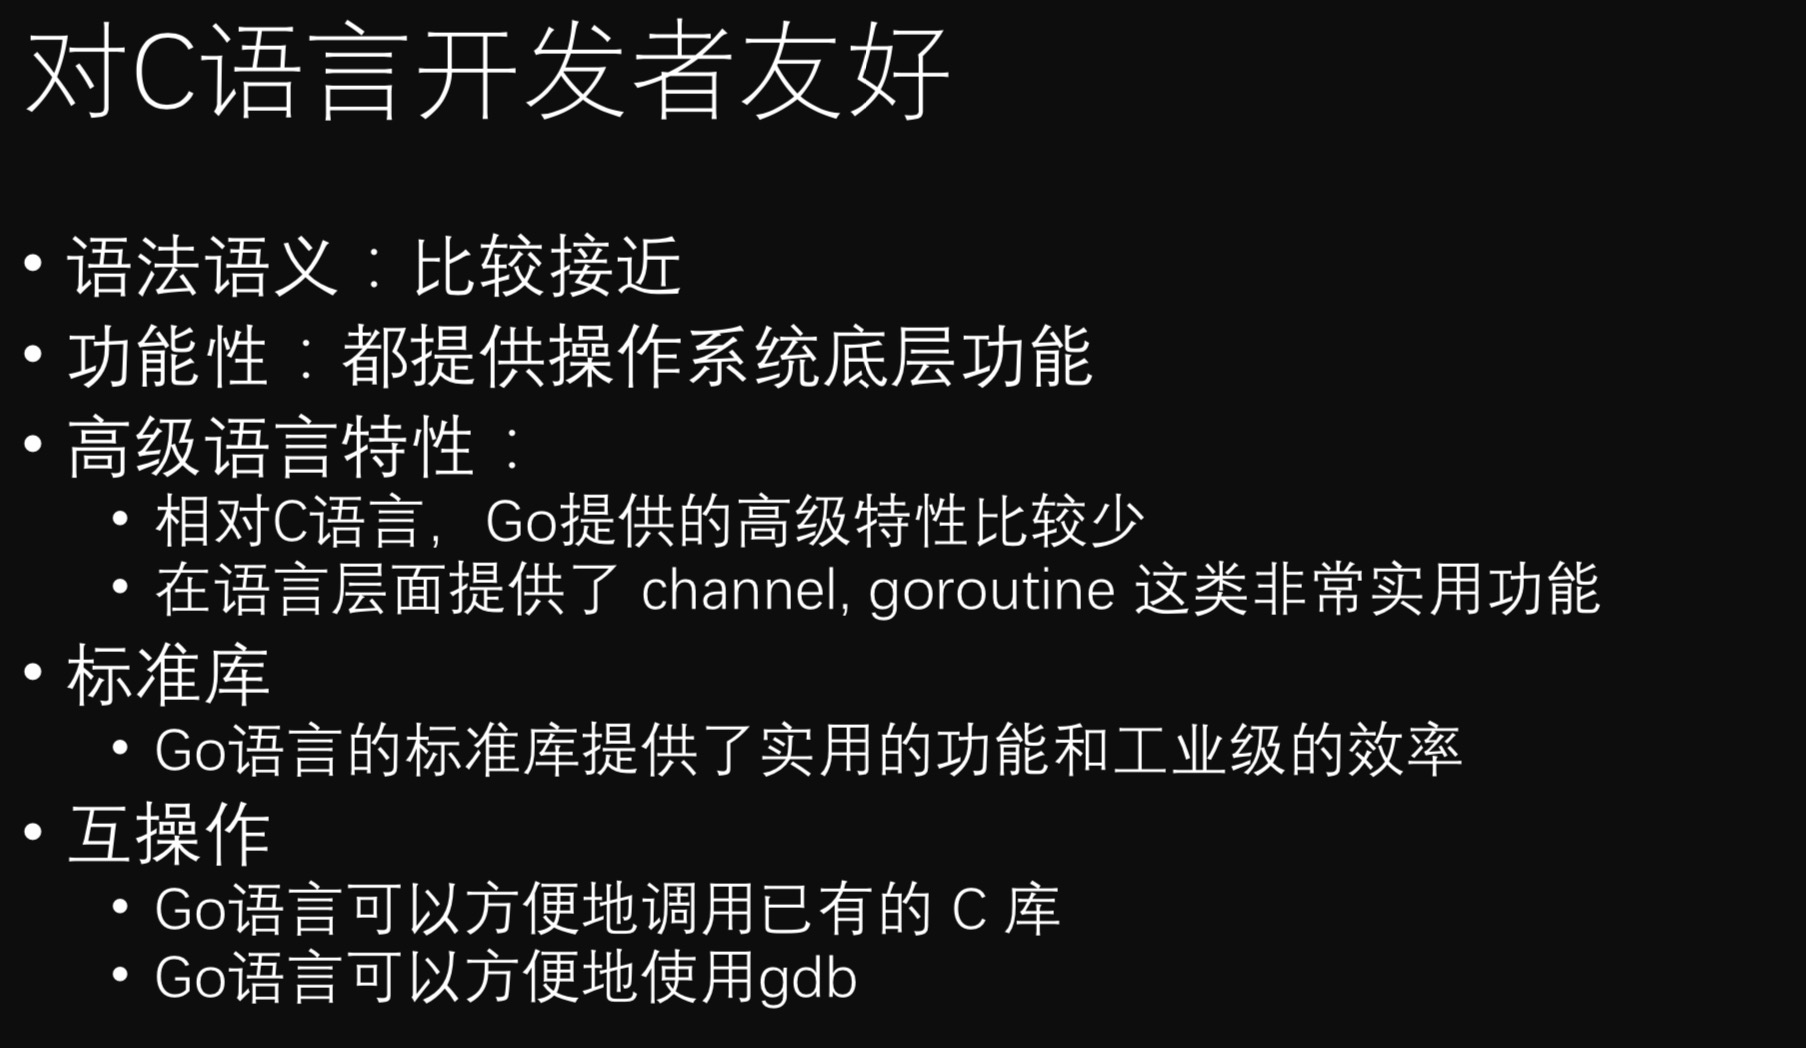 对C语言开发者友好
• 语法语义：比较接近
• 功能性：都提供操作系统底层功能
• 高级语言特性：
• 相对C语言，Go提供的高级特性比较少
• 在语言层面提供了 channel, goroutine 这类非常实用功能
• 标准库
• Go语言的标准库提供了实用的功能和工业级的效率
• 互操作
• Go语言可以方便地调用已有的 C 库
• Go语言可以方便地使用gdb